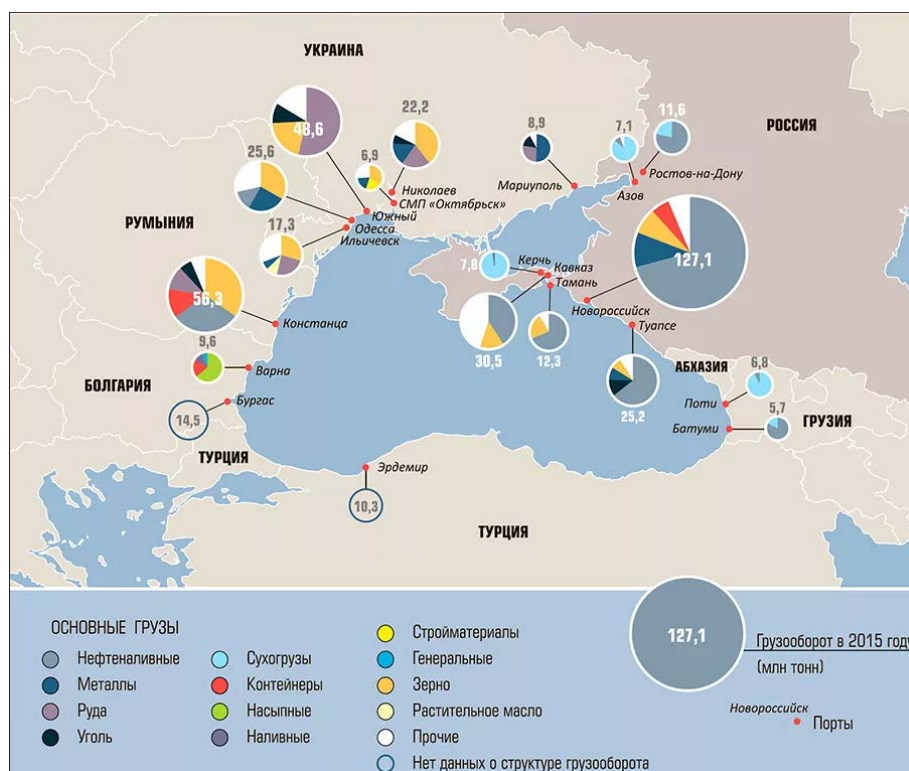 УКРАИНА
48,6
22,2
8,9
7,1
11,6
РОССИЯ
25,6
6,9
Николаев
СМП «Октябрьск»
Мариуполь
Ростов-на-Дону
Азов
Южный
Одесса
Ильичевск
РУМЫНИЯ
17,3
7,8
Керчь
Кавказ
Тамань
127,1
56,3
Констанца
Новороссийск
Туапсе
30,5
12,3
9,6
Варна
25,2
АБХАЗИЯ
6,8
БОЛГАРИЯ
Бургас
14,5
Поти
5,7
ГРУЗИЯ
Батуми
ТУРЦИЯ
Эрдемир
10,3
ТУРЦИЯ
ОСНОВНЫЕ ГРУЗЫ
Нефтеналивные
Металлы
Руда
Уголь
Сухогрузы
Контейнеры
Насыпные
Наливные
Стройматериалы
Генеральные
Зерно
Растительное масло
Прочие
Нет данных о структуре грузооборота
127,1
Грузооборот в 2015 году
(млн тонн)
Новороссийск
Порты